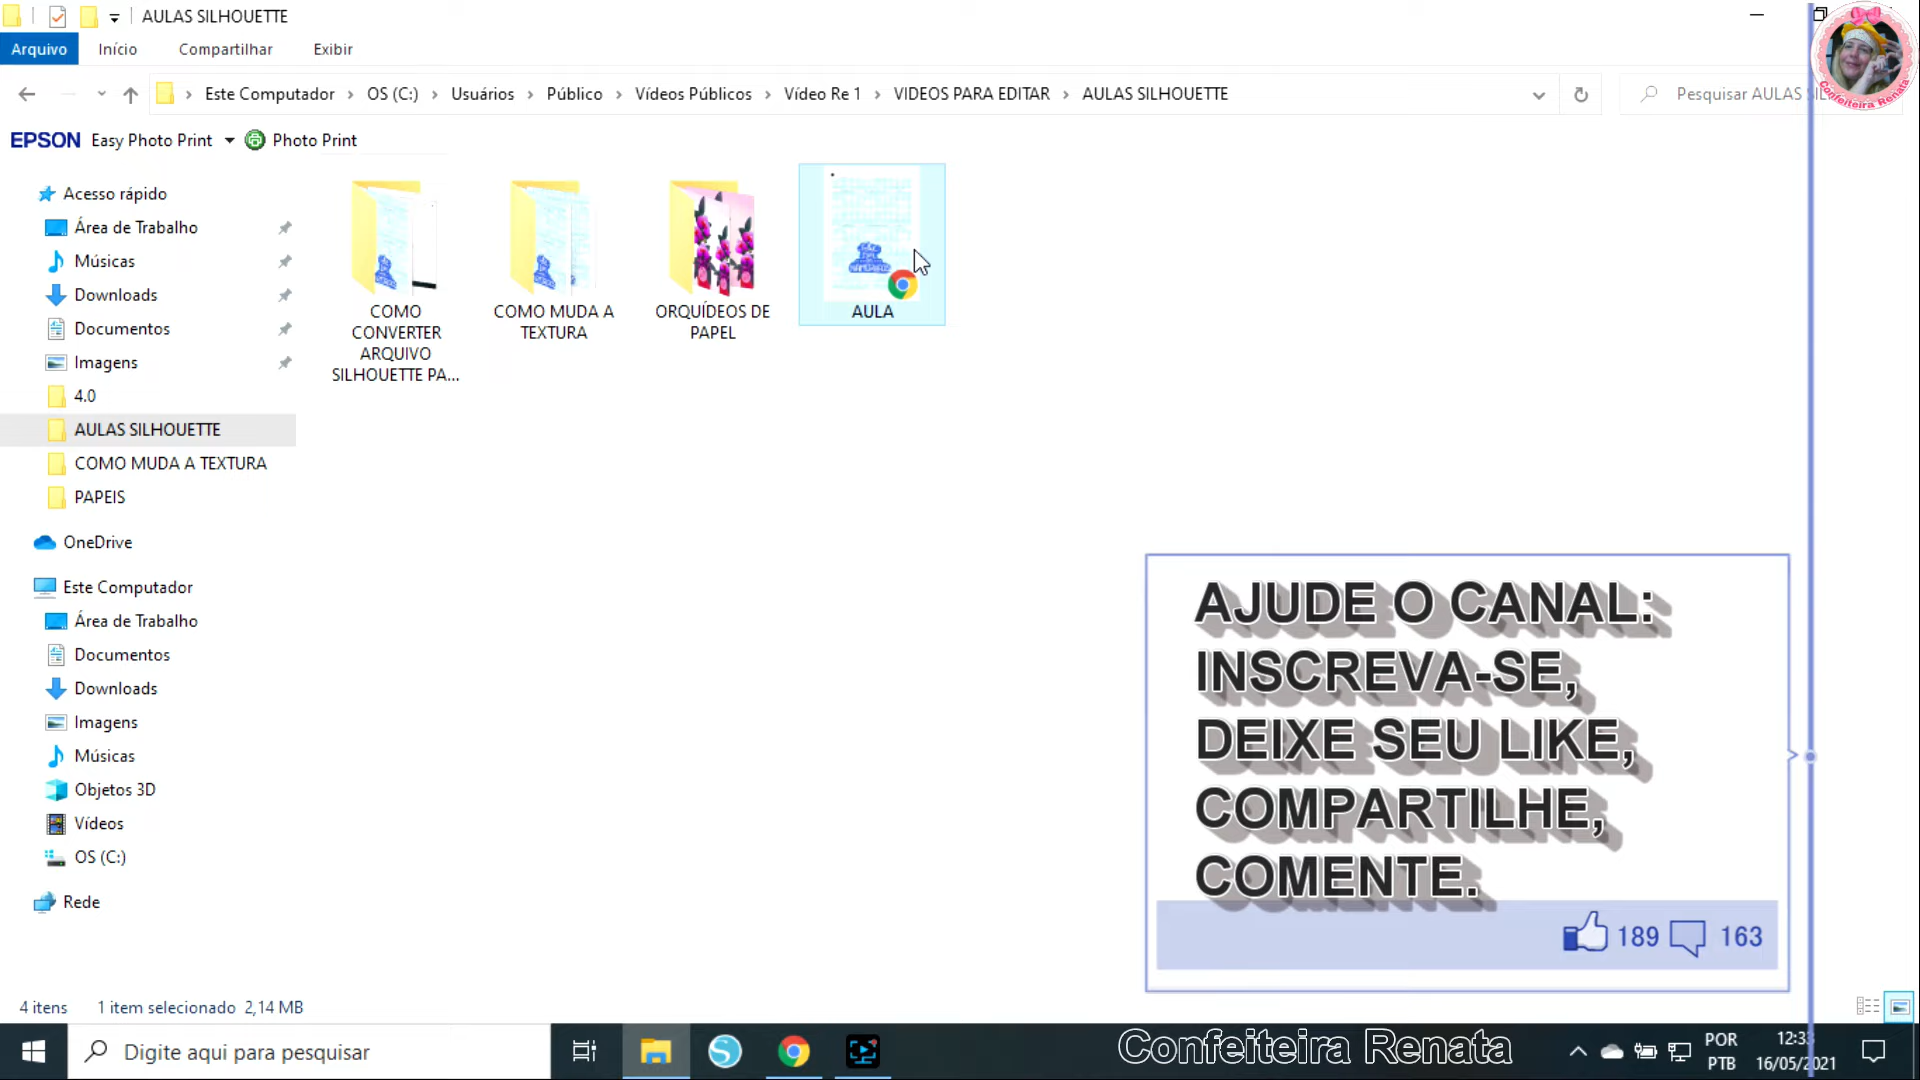 AULAS SILHOUETTE
Arquivo Início Compartilhar Exibir
Este Computador > OS (C:) > Usuários > Público > Vídeos Públicos > Vídeo Re 1 > VIDEOS PARA EDITAR > AULAS SILHOUETTE
Pesquisar AULAS
Confeiteira Renata
EPSON Easy Photo Print Photo Print
Acesso rápido
Área de Trabalho
Músicas
Downloads
Documentos
Imagens
4.0
AULAS SILHOUETTE
COMO MUDA A TEXTURA
PAPEIS
OneDrive
Este Computador
Área de Trabalho
Documentos
Downloads
Imagens
Músicas
Objetos 3D
Vídeos
OS (C:)
Rede
COMO
CONVERTER
ARQUIVO
SILHOUETTE PA...
COMO MUDA A
TEXTURA
ORQUÍDEOS DE
PAPEL
AULA
AJUDE O CANAL:
INSCREVA-SE,
DEIXE SEU LIKE,
COMPARTILHE,
COMENTE.
189 163
4 itens 1 item selecionado 2,14 MB
Digite aqui para pesquisar
Confeiteira Renata
POR
PTB
12:33
16/05/2021